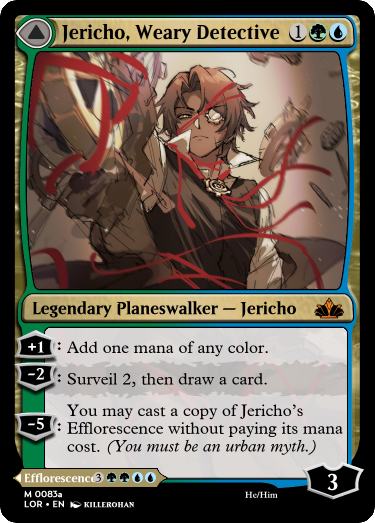 Jericho, Weary Detective 1
Legendary Planeswalker — Jericho
+1: Add one mana of any color.
−2: Surveil 2, then draw a card.
−5: You may cast a copy of Jericho's
Efflorescence without paying its mana
cost. (You must be an urban myth.)
3
Efflorescence 3
M 0083a
LOR • EN KILLEROHAN
He/Him